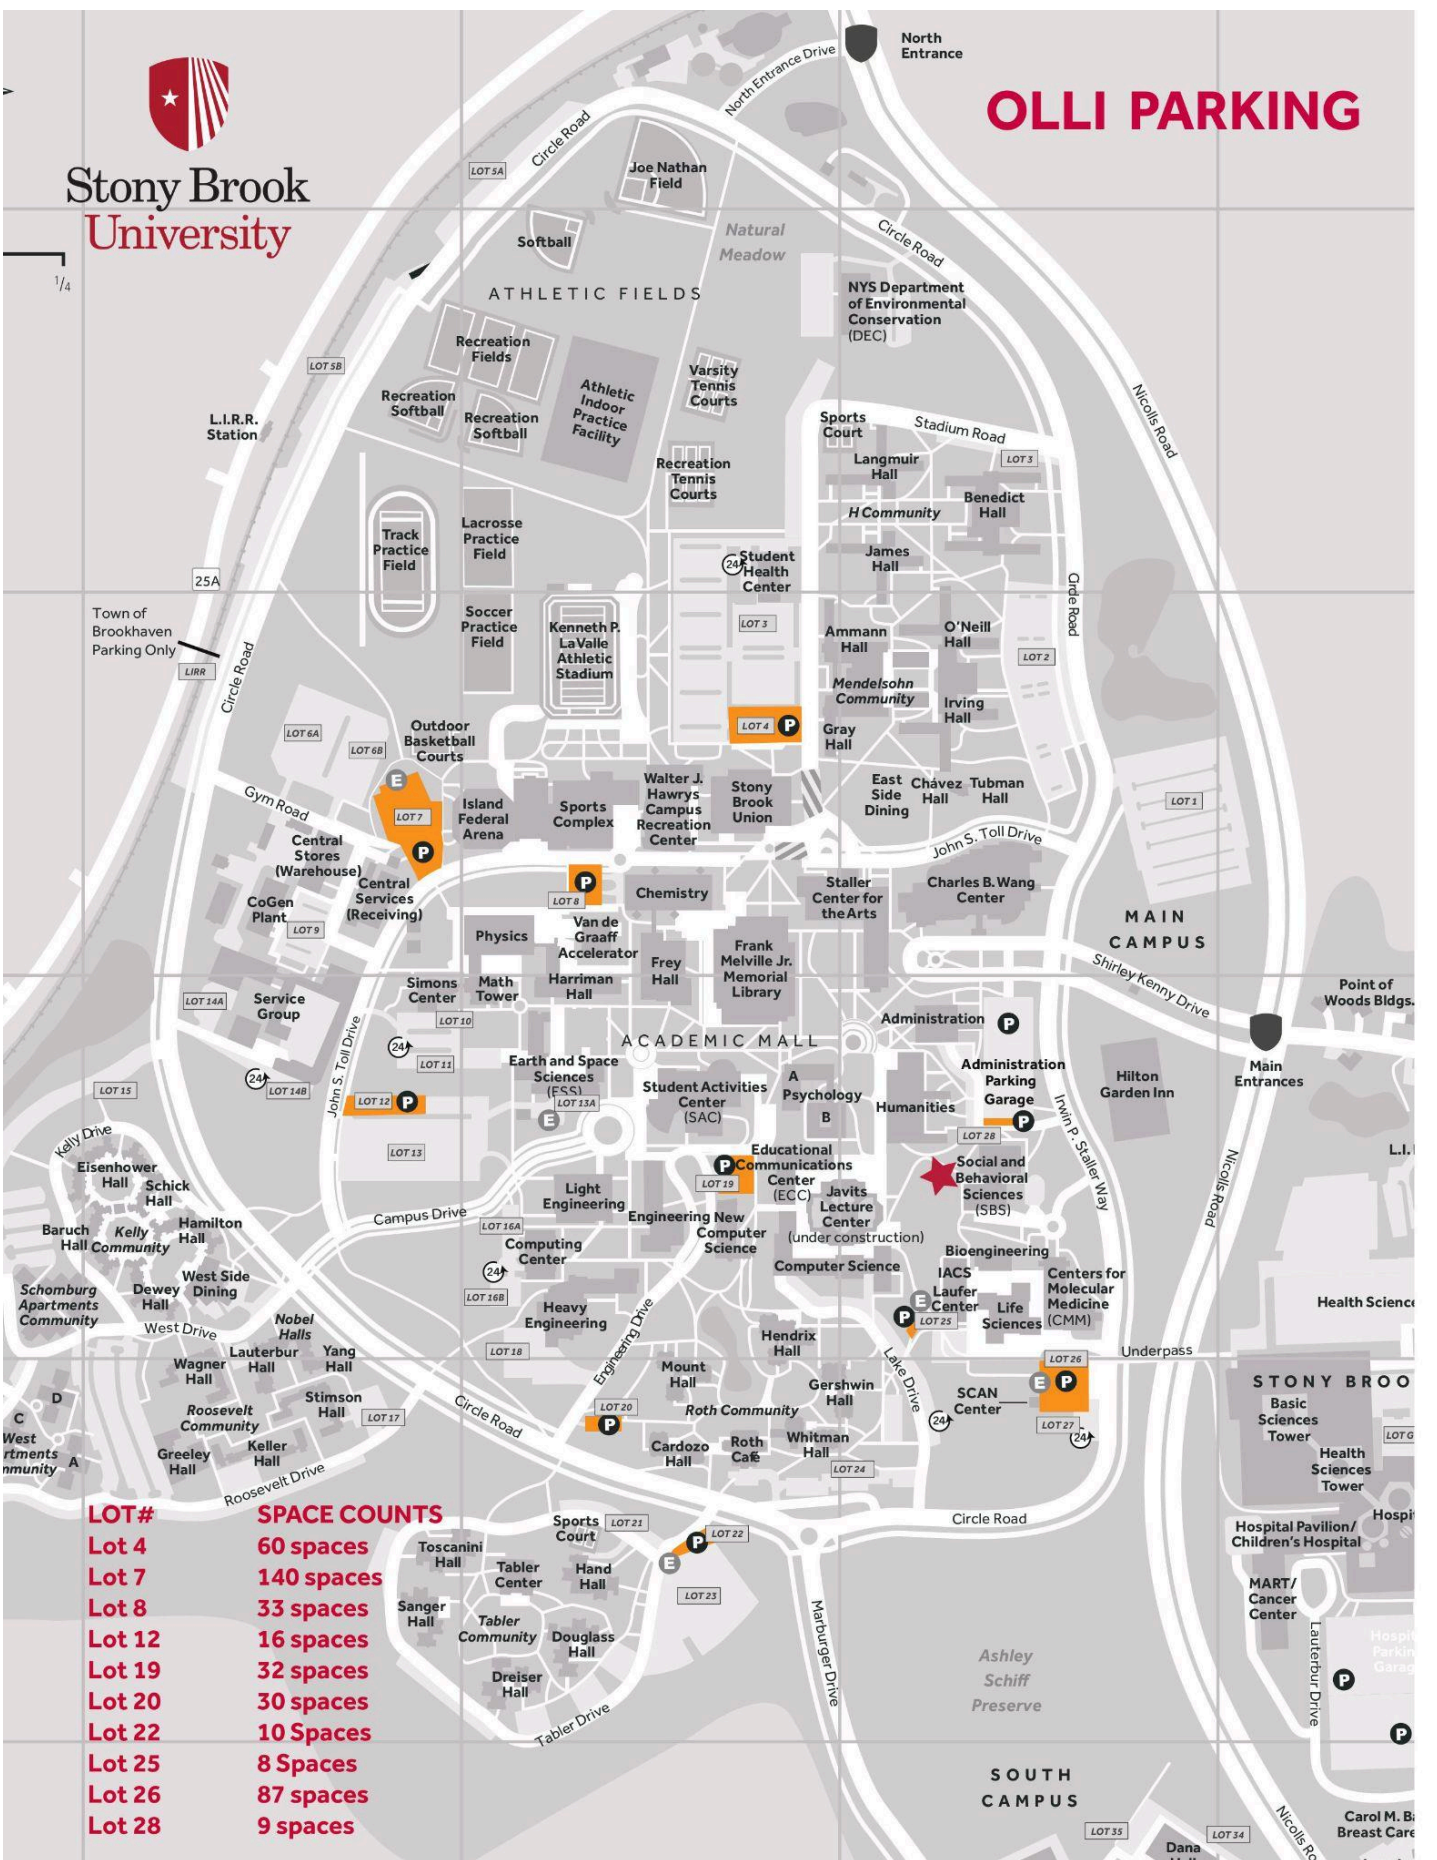 North
Entrance
OLLI PARKING
Stony Brook
University
1/4
North Entrance Drive
Circle Road
LOT 5A
Joe Nathan
Field
Softball
Natural
Meadow
Circle Road
ATHLETIC FIELDS
NYS Department
of Environmental
Conservation
(DEC)
Recreation
Fields
LOT 5B
Varsity
Tennis
Courts
Athletic
Indoor
Practice
Facility
Recreation
Softball
Recreation
Softball
L.I.R.R.
Station
Nicolls Road
Sports
Court
Stadium Road
LOT 3
Langmuir
Hall
Recreation
Tennis
Courts
Benedict
Hall
H Community
Lacrosse
Practice
Field
Track
Practice
Field
James
Hall
24
Student
Health
Center
25A
Circle Road
Town of
Brookhaven
Parking Only
LIRR
Circle Road
Soccer
Practice
Field
Kenneth P.
LaValle
Athletic
Stadium
LOT 3
Ammann
Hall
O'Neill
Hall
LOT 2
Mendelsohn
Community
Irving
Hall
LOT 4
P
Gray
Hall
LOT 6A
LOT 6B
Outdoor
Basketball
Courts
E
LOT 7
P
Gym Road
Island
Federal
Arena
Sports
Complex
Walter J.
Hawrys
Campus
Recreation
Center
Stony
Brook
Union
East
Side
Dining
Chávez
Hall
Tubman
Hall
LOT 1
John S. Toll Drive
Central
Stores
(Warehouse)
Central
Services
(Receiving)
CoGen
Plant
LOT 9
P
LOT 8
Chemistry
Staller
Center for
the Arts
Charles B. Wang
Center
MAIN
CAMPUS
Physics
Van de
Graaff
Accelerator
Frey
Hall
Frank
Melville Jr.
Memorial
Library
Simons
Center
Math
Tower
Harriman
Hall
Shirley Kenny Drive
Point of
Woods Bldgs.
LOT 14A
Service
Group
LOT 10
Administration
P
ACADEMIC MALL
24
LOT 11
John S. Toll Drive
Earth and Space
Sciences
(ESS)
LOT 13A
E
Student Activities
Center
(SAC)
A
Psychology
B
Humanities
Administration
Parking
Garage
P
LOT 28
Hilton
Garden Inn
Main
Entrances
24
LOT 14B
LOT 15
LOT 12
P
LOT 13
Irwin P. Staller Way
Kelly Drive
Eisenhower
Hall
Schick
Hall
Baruch
Hall
Kelly
Community
Hamilton
Hall
Light
Engineering
P
LOT 19
Educational
Communications
Center
(ECC)
Social and
Behavioral
Sciences
(SBS)
L.I.
Nicolls Road
Campus Drive
LOT 16A
Engineering
New
Computer
Science
Javits
Lecture
Center
(under construction)
Computing
Center
24
LOT 16B
Computer Science
Bioengineering
IACS
Laufer
Center
E
P
LOT 25
Life
Sciences
Centers for
Molecular
Medicine
(CMM)
Schomburg
Apartments
Community
Dewey
Hall
West Side
Dining
West Drive
Nobel
Halls
Heavy
Engineering
Engineering Drive
Hendrix
Hall
Health Science
Wagner
Hall
Lauterbur
Hall
Yang
Hall
LOT 18
Lake Drive
Underpass
LOT 26
E
P
Mount
Hall
Gershwin
Hall
SCAN
Center
24
LOT 27
24
STONY BROO
Basic
Sciences
Tower
LOT G
D
C
West
rtments
mmunity
A
Roosevelt
Community
Stimson
Hall
LOT 17
Circle Road
LOT 20
P
Roth Community
Greeley
Hall
Keller
Hall
Roosevelt Drive
Cardozo
Hall
Roth
Cafe
Whitman
Hall
LOT 24
Health
Sciences
Tower
Hospi
LOT# SPACE COUNTS
Lot 4 60 spaces
Lot 7 140 spaces
Lot 8 33 spaces
Lot 12 16 spaces
Lot 19 32 spaces
Lot 20 30 spaces
Lot 22 10 Spaces
Lot 25 8 Spaces
Lot 26 87 spaces
Lot 28 9 spaces
Sports
Court
LOT 21
P
LOT 22
E
Circle Road
Hospital Pavilion/
Children's Hospital
Toscanini
Hall
Tabler
Center
Hand
Hall
LOT 23
MART/
Cancer
Center
Sanger
Hall
Tabler
Community
Douglass
Hall
Marburger Drive
Lauterbur Drive
Hospit
Parkin
Garag
P
P
Dreiser
Hall
Tabler Drive
Ashley
Schiff
Preserve
SOUTH
CAMPUS
LOT 35
LOT 34
Dana
Nicolls Ro
Carol M. Ba
Breast Care